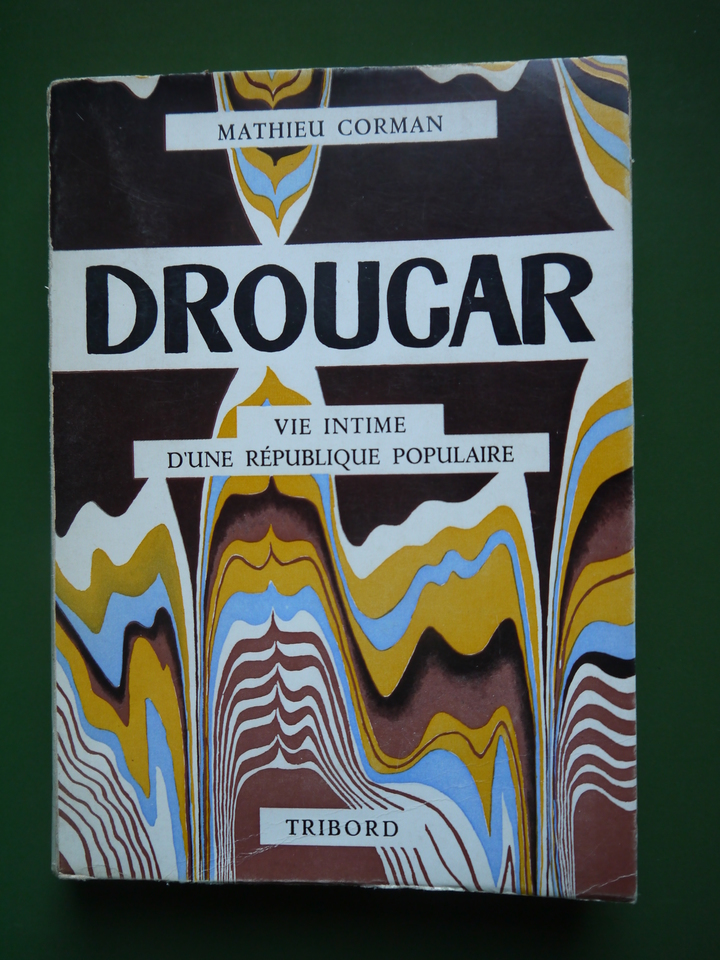 MATHIEU CORMAN
DROUGAR
VIE INTIME
D'UNE RÉPUBLIQUE POPULAIRE
TRIBORD